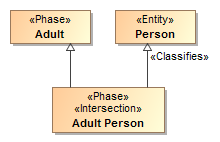 «Phase»
Adult
«Entity»
Person
«Classifies»
«Phase»
«Intersection»
Adult Person